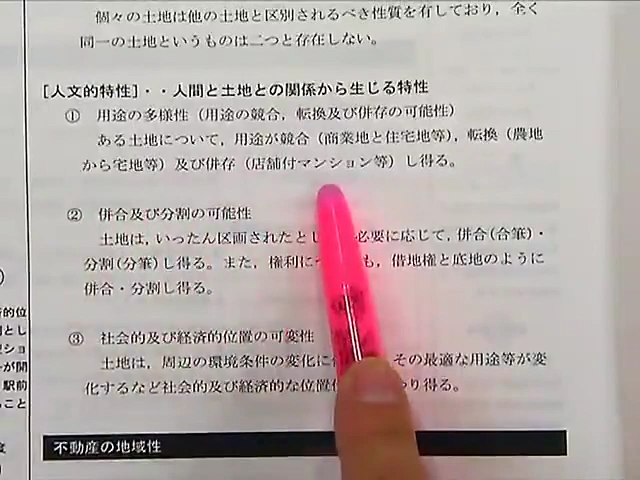 個々の土地は他の土地と区別されるべき性質を有しており，全く
同一の土地というものは二つと存在しない。
［人文的特性］・・人間と土地との関係から生じる特性
① 用途の多様性（用途の競合，転換及び併存の可能性）
ある土地について，用途が競合（商業地と住宅地等），転換（農地
から宅地等）及び併存（店舗付マンション等）し得る。
② 併合及び分割の可能性
土地は，いったん区画されたとし 必要に応じて，併合(合筆)・
分割(分筆)し得る。また，権利に も，借地権と底地のように
併合・分割し得る。
③ 社会的及び経済的位置の可変性
土地は，周辺の環境条件の変化に その最適な用途等が変
化するなど社会的及び経済的な位置 わり得る。
不動産の地域性